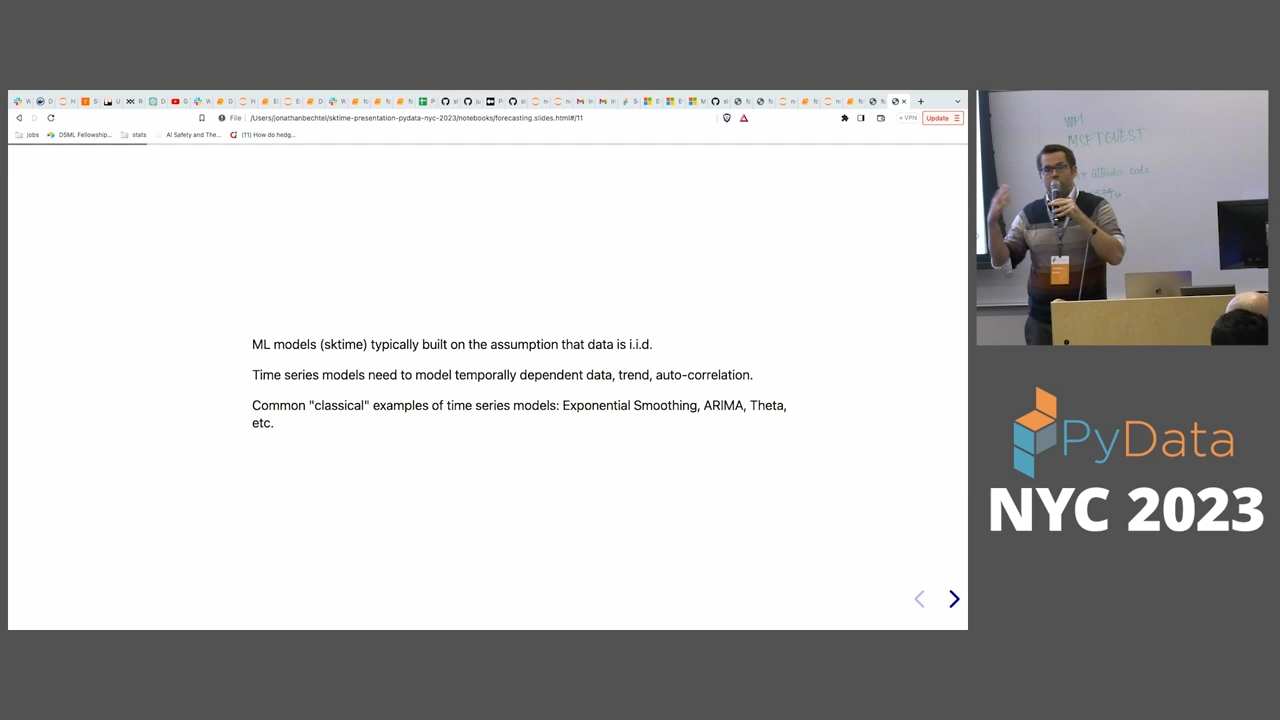 /Users/jonathanbechtel/sktime-presentation-pydata-nyc-2023/notebooks/forecasting.slides.html#/11
File
VPN
Update
jobs
DSML Fellowship...
stats
AI Safety and The...
(11) How do hedg...
ML models (sktime) typically built on the assumption that data is i.i.d.
Time series models need to model temporally dependent data, trend, auto-correlation.
Common "classical" examples of time series models: Exponential Smoothing, ARIMA, Theta,
etc.
MSFTGUEST
PyData
NYC 2023